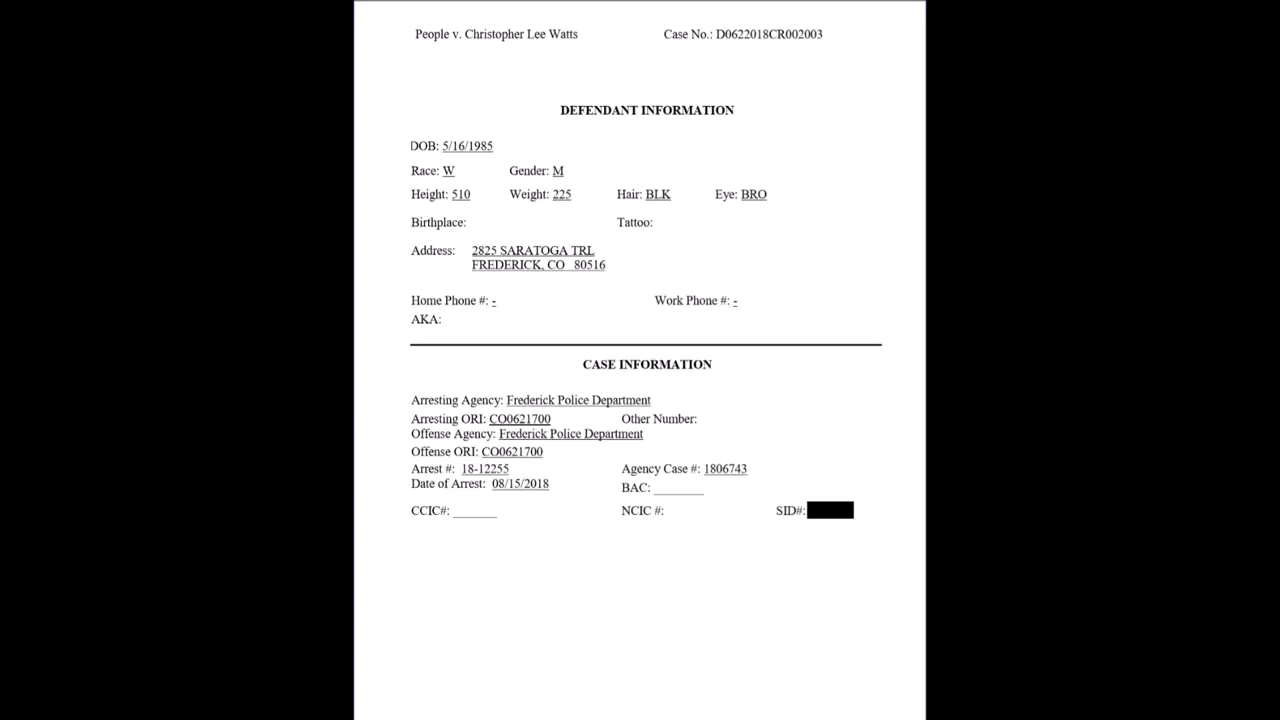 People v. Christopher Lee Watts Case No.: D0622018CR002003
DEFENDANT INFORMATION
DOB: 5/16/1985
Race: W Gender: M
Height: 510 Weight: 225 Hair: BLK Eye: BRO
Birthplace: Tattoo:
Address: 2825 SARATOGA TRL
FREDERICK, CO 80516
Home Phone #: - Work Phone #: -
AKA:
CASE INFORMATION
Arresting Agency: Frederick Police Department
Arresting ORI: CO0621700 Other Number:
Offense Agency: Frederick Police Department
Offense ORI: CO0621700
Arrest #: 18-12255 Agency Case #: 1806743
Date of Arrest: 08/15/2018
BAC: ________
CCIC#: _______ NCIC #: SID#: